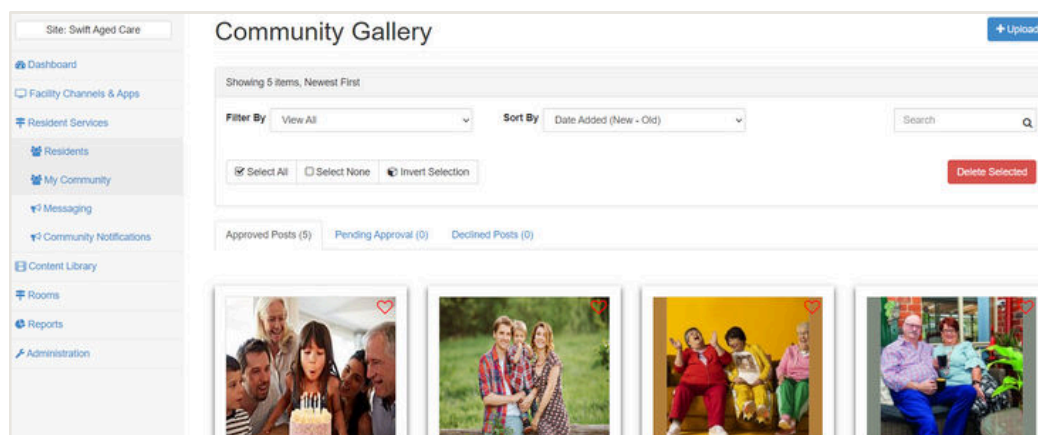 Site: Swift Aged Care
Dashboard
Facility Channels & Apps
Resident Services
Residents
My Community
Messaging
Community Notifications
Content Library
Rooms
Reports
Administration
Community Gallery
+ Upload
Showing 5 items, Newest First
Filter By View All Sort By Date Added (New - Old) Search
Select All Select None Invert Selection Delete Selected
Approved Posts (5) Pending Approval (0) Declined Posts (0)